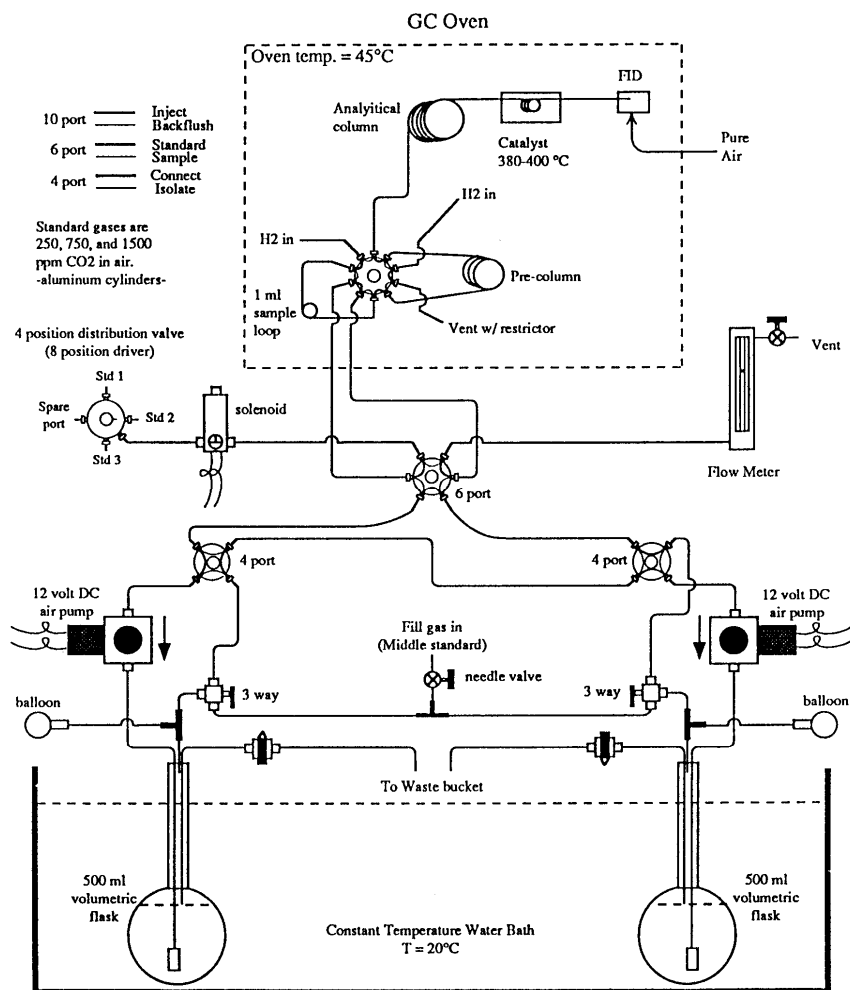 GC Oven
Oven temp. = 45°C
FID
Analyitical
column
Catalyst
380-400 °C
Pure
Air
10 port
Inject
Backflush
6 port
Standard
Sample
4 port
Connect
Isolate
Standard gases are
250, 750, and 1500
ppm CO2 in air.
-aluminum cylinders-
H2 in
H2 in
Pre-column
1 ml
sample
loop
Vent w/ restrictor
4 position distribution valve
(8 position driver)
Std 1
Spare
port
Std 2
Std 3
solenoid
Vent
Flow Meter
6 port
4 port
4 port
12 volt DC
air pump
12 volt DC
air pump
Fill gas in
(Middle standard)
needle valve
3 way
3 way
balloon
balloon
To Waste bucket
500 ml
volumetric
flask
500 ml
volumetric
flask
Constant Temperature Water Bath
T = 20°C